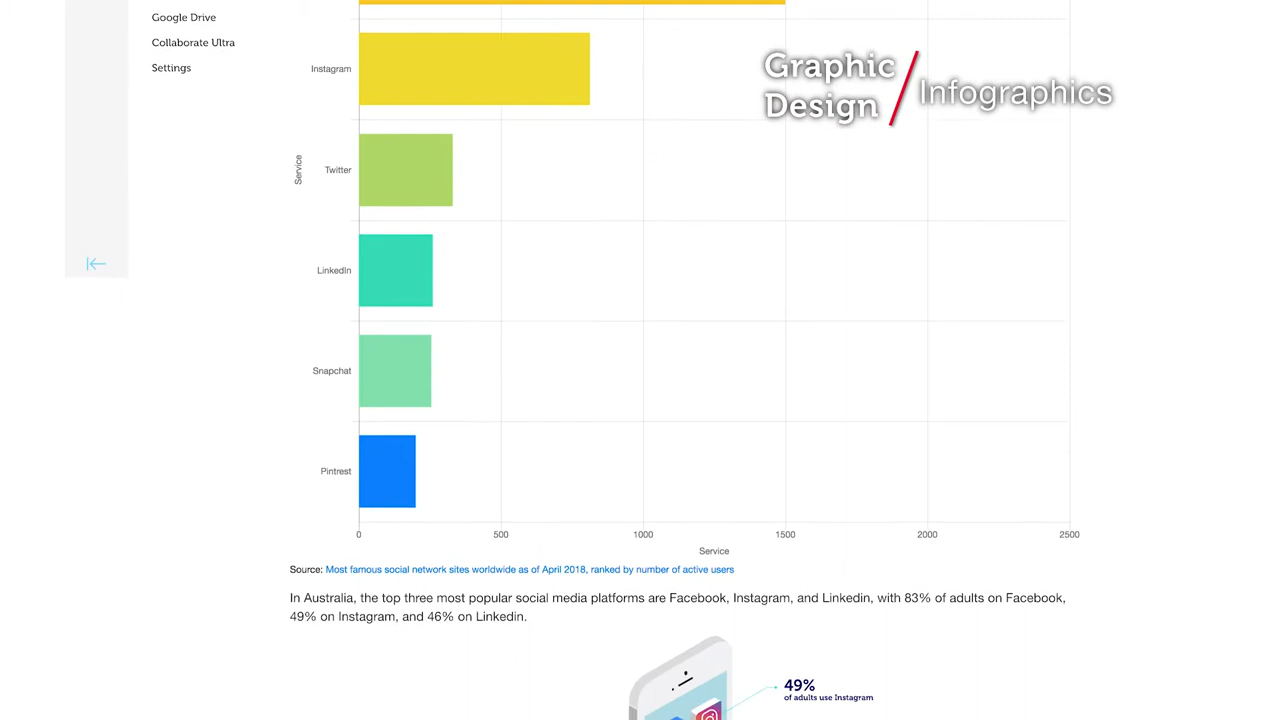 Google Drive
Collaborate Ultra
Settings
Graphic
Design
Infographics
Instagram
Twitter
Service
LinkedIn
Snapchat
Pintrest
0 500 1000 1500 2000 2500
Service
Source: Most famous social network sites worldwide as of April 2018, ranked by number of active users
In Australia, the top three most popular social media platforms are Facebook, Instagram, and Linkedin, with 83% of adults on Facebook,
49% on Instagram, and 46% on Linkedin.
49%
of adults use Instagram